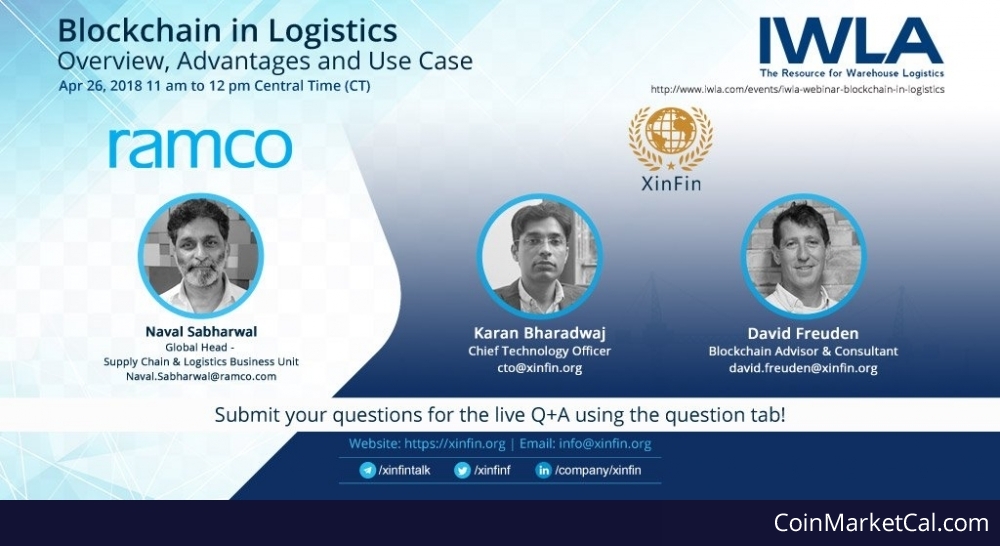 Blockchain in Logistics
Overview, Advantages and Use Case
Apr 26, 2018 11 am to 12 pm Central Time (CT)
IWLA
The Resource for Warehouse Logistics
http://www.iwla.com/events/iwla-webinar-blockchain-in-logistics
ramco
XinFin
Naval Sabharwal
Global Head -
Supply Chain & Logistics Business Unit
Naval.Sabharwal@ramco.com
Karan Bharadwaj
Chief Technology Officer
cto@xinfin.org
David Freuden
Blockchain Advisor & Consultant
david.freuden@xinfin.org
Submit your questions for the live Q+A using the question tab!
Website: https://xinfin.org | Email: info@xinfin.org
/xinfintalk /xinfinf in /company/xinfin
CoinMarketCal.com